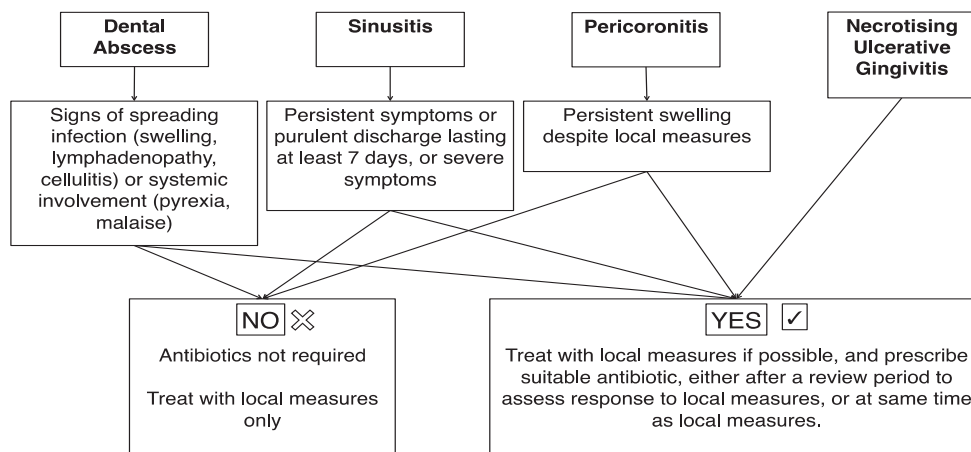 Dental
Abscess
Sinusitis
Pericoronitis
Necrotising
Ulcerative
Gingivitis
Signs of spreading
infection (swelling,
lymphadenopathy,
cellulitis) or systemic
involvement (pyrexia,
malaise)
Persistent symptoms or
purulent discharge lasting
at least 7 days, or severe
symptoms
Persistent swelling
despite local measures
NO
Antibiotics not required
Treat with local measures
only
YES ✓
Treat with local measures if possible, and prescribe
suitable antibiotic, either after a review period to
assess response to local measures, or at same time
as local measures.